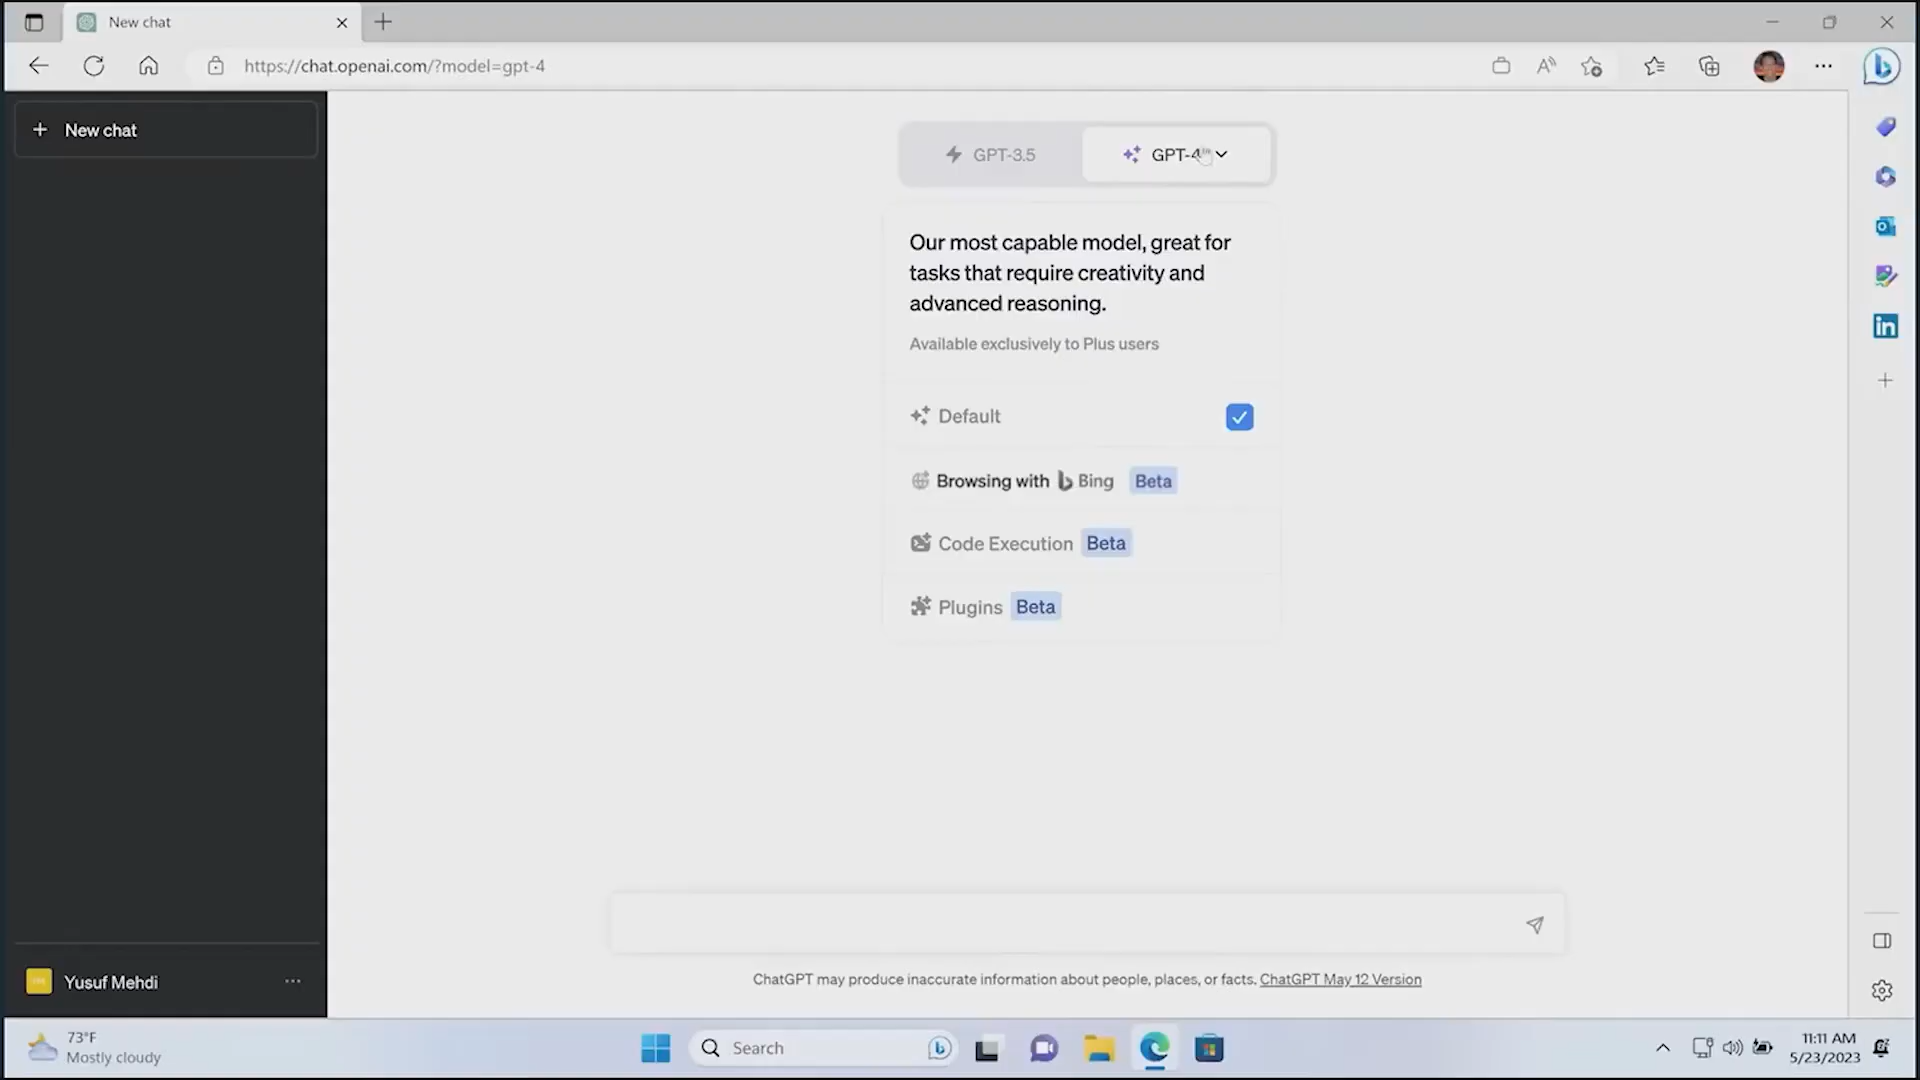 New chat
https://chat.openai.com/?model=gpt-4
New chat
GPT-3.5
GPT-4
Our most capable model, great for
tasks that require creativity and
advanced reasoning.
Available exclusively to Plus users
Default
Browsing with Bing Beta
Code Execution Beta
Plugins Beta
ChatGPT may produce inaccurate information about people, places, or facts. ChatGPT May 12 Version
Yusuf Mehdi
73°F
Mostly cloudy
Search
11:11 AM
5/23/2023